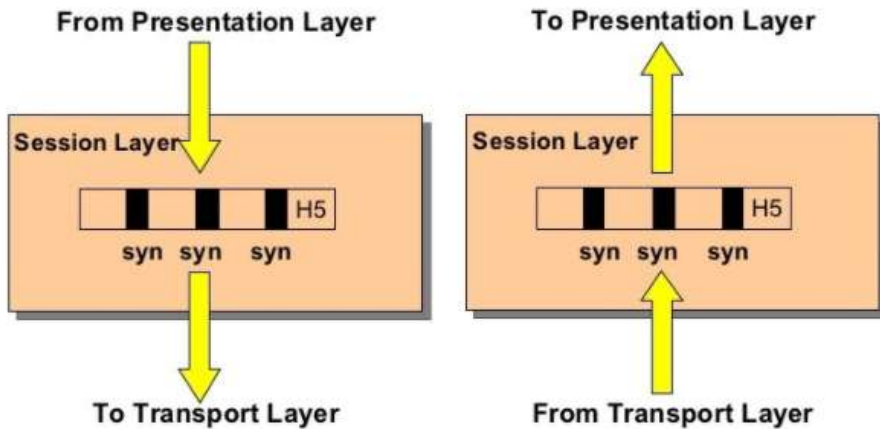 From Presentation Layer
Session Layer
H5
syn syn syn
To Transport Layer
To Presentation Layer
Session Layer
H5
syn syn syn
From Transport Layer